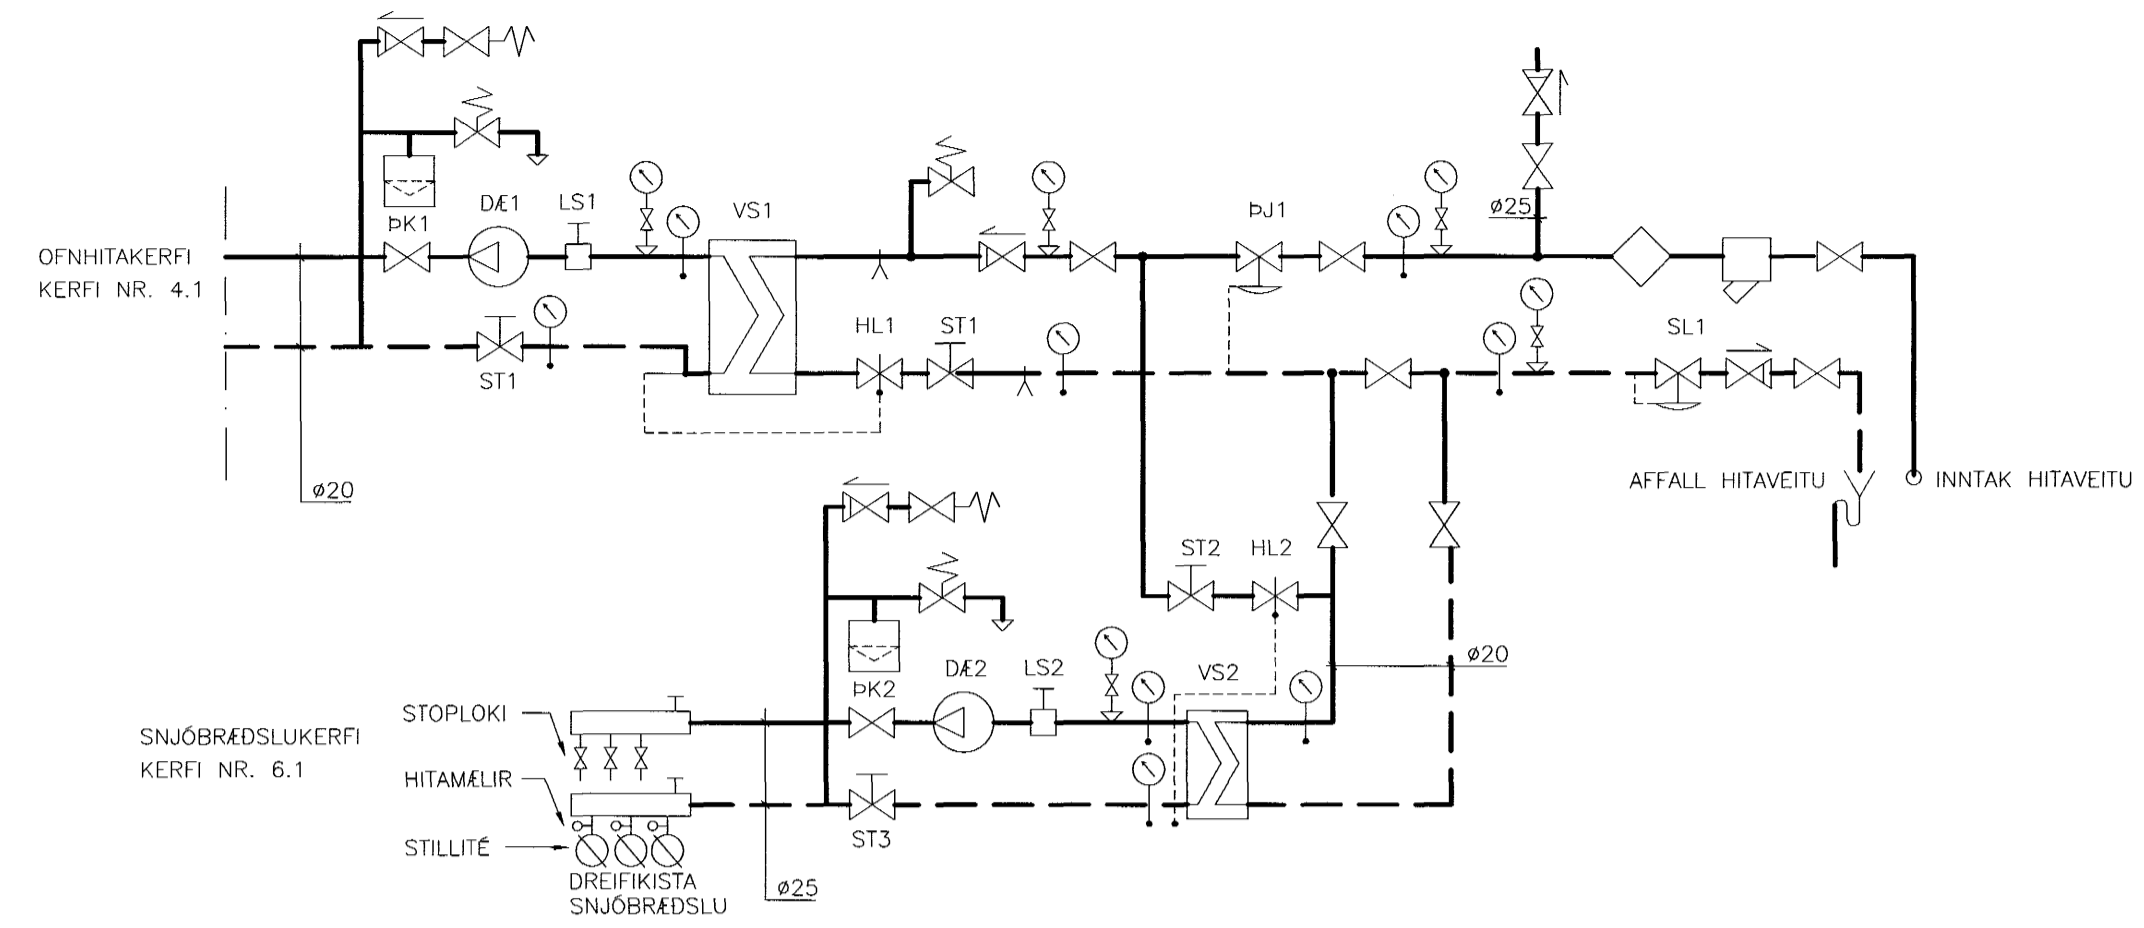 DÆ1
LS1
VS1
ÞK1
ÞJ1
ø25
OFNHITAKERFI
KERFI NR. 4.1
HL1
ST1
SL1
ST1
ø20
AFFALL HITAVEITU
INNTAK HITAVEITU
ST2
HL2
ø20
DÆ2
LS2
VS2
ÞK2
STOPLOKI
SNJÓBRÆÐSLUKERFI
KERFI NR. 6.1
HITAMÆLIR
STILLITÉ
ST3
DREIFIKISTA
SNJÓBRÆÐSLU
ø25